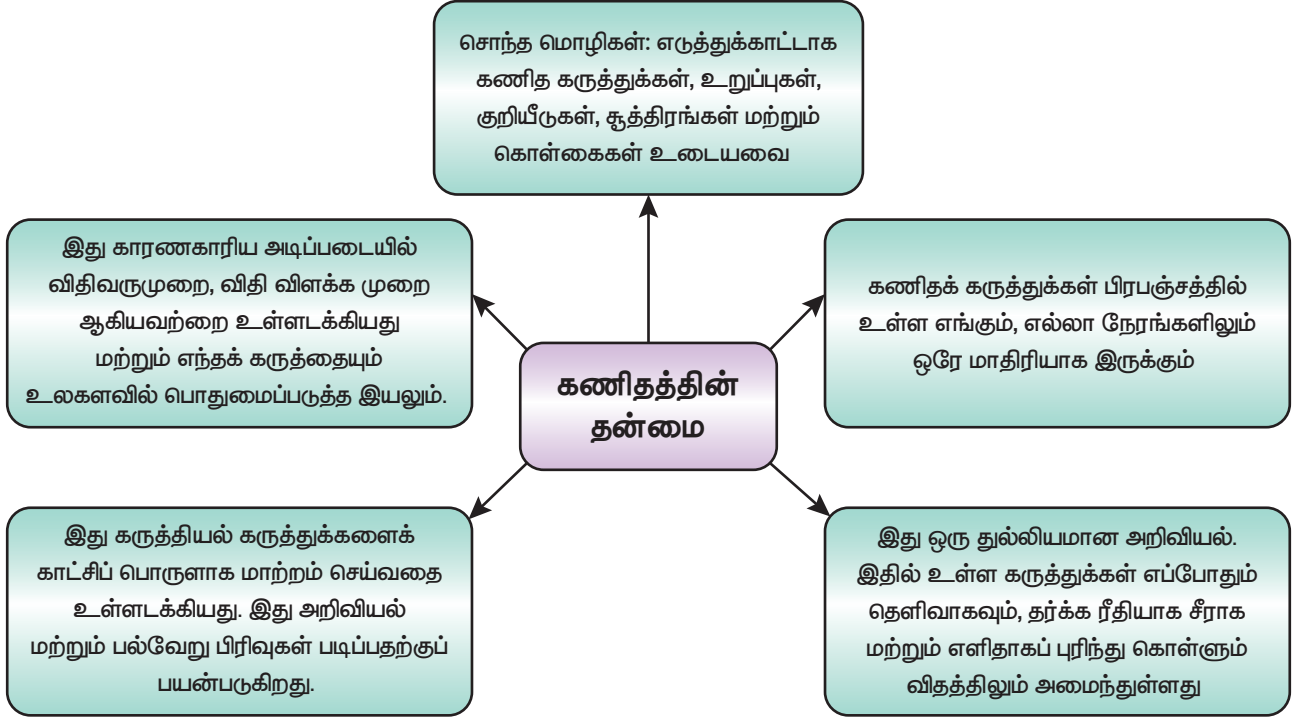 சொந்த மொழிகள்: எடுத்துக்காட்டாக
கணித கருத்துக்கள், உறுப்புகள்,
குறியீடுகள், சூத்திரங்கள் மற்றும்
கொள்கைகள் உடையவை
இது காரணகாரிய அடிப்படையில்
விதிவருமுறை, விதி விளக்க முறை
ஆகியவற்றை உள்ளடக்கியது
மற்றும் எந்தக் கருத்தையும்
உலகளவில் பொதுமைப்படுத்த இயலும்.
கணிதக் கருத்துக்கள் பிரபஞ்சத்தில்
உள்ள எங்கும், எல்லா நேரங்களிலும்
ஒரே மாதிரியாக இருக்கும்
கணிதத்தின்
தன்மை
இது கருத்தியல் கருத்துக்களைக்
காட்சிப் பொருளாக மாற்றம் செய்வதை
உள்ளடக்கியது. இது அறிவியல்
மற்றும் பல்வேறு பிரிவுகள் படிப்பதற்குப்
பயன்படுகிறது.
இது ஒரு துல்லியமான அறிவியல்.
இதில் உள்ள கருத்துக்கள் எப்போதும்
தெளிவாகவும், தர்க்க ரீதியாக சீராக
மற்றும் எளிதாகப் புரிந்து கொள்ளும்
விதத்திலும் அமைந்துள்ளது